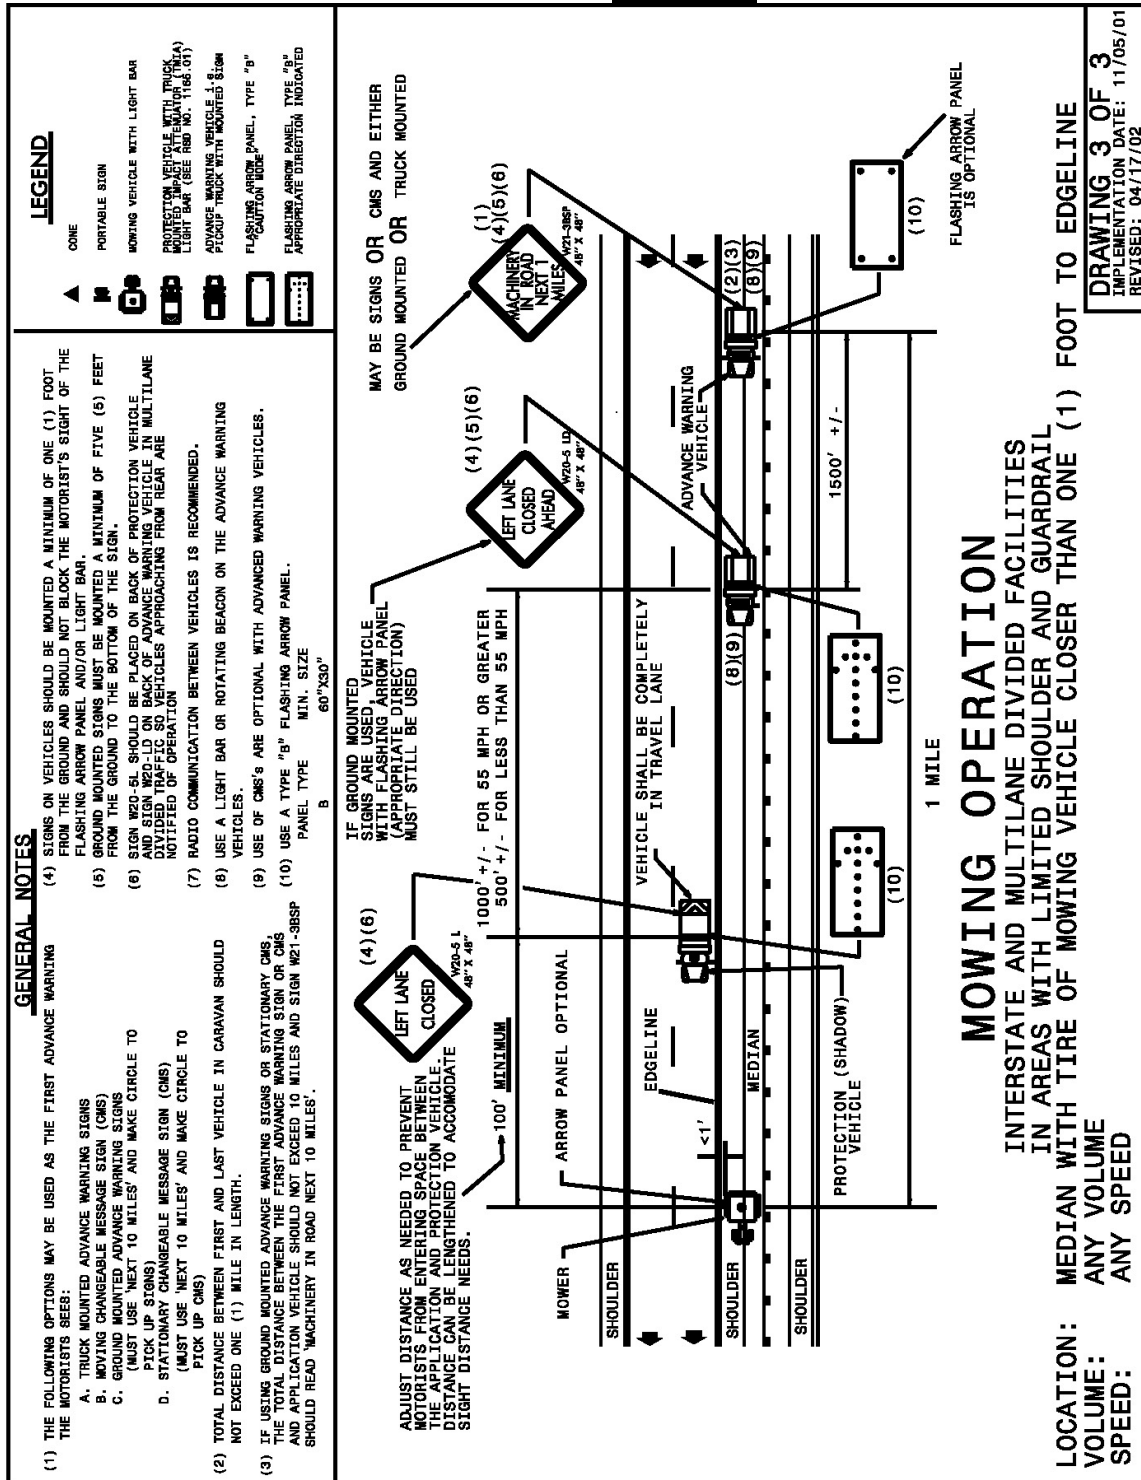 GENERAL NOTES
(1) THE FOLLOWING OPTIONS MAY BE USED AS THE FIRST ADVANCE WARNING
THE MOTORISTS SEES:
A. TRUCK MOUNTED ADVANCE WARNING SIGNS
B. MOVING CHANGEABLE MESSAGE SIGN (CMS)
C. GROUND MOUNTED ADVANCE WARNING SIGNS
(MUST USE 'NEXT 10 MILES' AND MAKE CIRCLE TO
PICK UP SIGNS)
D. STATIONARY CHANGEABLE MESSAGE SIGN (CMS)
(MUST USE 'NEXT 10 MILES' AND MAKE CIRCLE TO
PICK UP CMS)
(2) TOTAL DISTANCE BETWEEN FIRST AND LAST VEHICLE IN CARAVAN SHOULD
NOT EXCEED ONE (1) MILE IN LENGTH.
(3) IF USING GROUND MOUNTED ADVANCE WARNING SIGNS OR STATIONARY CMS,
THE TOTAL DISTANCE BETWEEN THE FIRST ADVANCE WARNING SIGN OR CMS
AND APPLICATION VEHICLE SHOULD NOT EXCEED 10 MILES AND SIGN W21-3BSP
SHOULD READ 'MACHINERY IN ROAD NEXT 10 MILES'.
(4) SIGNS ON VEHICLES SHOULD BE MOUNTED A MINIMUM OF ONE (1) FOOT
FROM THE GROUND AND SHOULD NOT BLOCK THE MOTORIST'S SIGHT OF THE
FLASHING ARROW PANEL AND/OR LIGHT BAR.
(5) GROUND MOUNTED SIGNS MUST BE MOUNTED A MINIMUM OF FIVE (5) FEET
FROM THE GROUND TO THE BOTTOM OF THE SIGN.
(6) SIGN W20-5L SHOULD BE PLACED ON BACK OF PROTECTION VEHICLE
AND SIGN W20-LD ON BACK OF ADVANCE WARNING VEHICLE IN MULTILANE
DIVIDED TRAFFIC SO VEHICLES APPROACHING FROM REAR ARE
NOTIFIED OF OPERATION
(7) RADIO COMMUNICATION BETWEEN VEHICLES IS RECOMMENDED.
(8) USE A LIGHT BAR OR ROTATING BEACON ON THE ADVANCE WARNING
VEHICLES.
(9) USE OF CMS's ARE OPTIONAL WITH ADVANCED WARNING VEHICLES.
(10) USE A TYPE "B" FLASHING ARROW PANEL.
PANEL TYPE MIN. SIZE
B 60"X30"
LEGEND
CONE
PORTABLE SIGN
MOWING VEHICLE WITH LIGHT BAR
PROTECTION VEHICLE WITH TRUCK
MOUNTED IMPACT ATTENUATOR (TMIA)
LIGHT BAR (SEE RSD NO. 1165.01)
ADVANCE WARNING VEHICLE i.e.
PICKUP TRUCK WITH MOUNTED SIGN
FLASHING ARROW PANEL, TYPE "B"
"CAUTION MODE"
FLASHING ARROW PANEL, TYPE "B"
APPROPRIATE DIRECTION INDICATED
ADJUST DISTANCE AS NEEDED TO PREVENT
MOTORISTS FROM ENTERING SPACE BETWEEN
THE APPLICATION AND PROTECTION VEHICLE.
DISTANCE CAN BE LENGTHENED TO ACCOMODATE
SIGHT DISTANCE NEEDS.
LEFT LANE
CLOSED
(4)(6)
W20-5 L
48" X 48"
IF GROUND MOUNTED
SIGNS ARE USED, VEHICLE
WITH FLASHING ARROW PANEL
(APPROPRIATE DIRECTION)
MUST STILL BE USED
LEFT LANE
CLOSED
AHEAD
(4)(5)(6)
W20-5 LD
48" X 48"
MAY BE SIGNS OR CMS AND EITHER
GROUND MOUNTED OR TRUCK MOUNTED
MACHINERY
IN ROAD
NEXT 1
MILES
(1)
(4)(5)(6)
W21-3BSP
48" X 48"
100' MINIMUM
1000' +/- FOR 55 MPH OR GREATER
500' +/- FOR LESS THAN 55 MPH
MOWER
ARROW PANEL OPTIONAL
EDGELINE
VEHICLE SHALL BE COMPLETELY
IN TRAVEL LANE
ADVANCE WARNING
VEHICLE
SHOULDER
SHOULDER
SHOULDER
<1'
MEDIAN
(8)(9)
(2)(3)
(8)(9)
PROTECTION (SHADOW)
VEHICLE
(10)
(10)
(10)
1500' +/-
FLASHING ARROW PANEL
IS OPTIONAL
1 MILE
MOWING OPERATION
INTERSTATE AND MULTILANE DIVIDED FACILITIES
IN AREAS WITH LIMITED SHOULDER AND GUARDRAIL
LOCATION: MEDIAN WITH TIRE OF MOWING VEHICLE CLOSER THAN ONE (1) FOOT TO EDGELINE
VOLUME: ANY VOLUME
SPEED: ANY SPEED
DRAWING 3 OF 3
IMPLEMENTATION DATE: 11/05/01
REVISED: 04/17/02